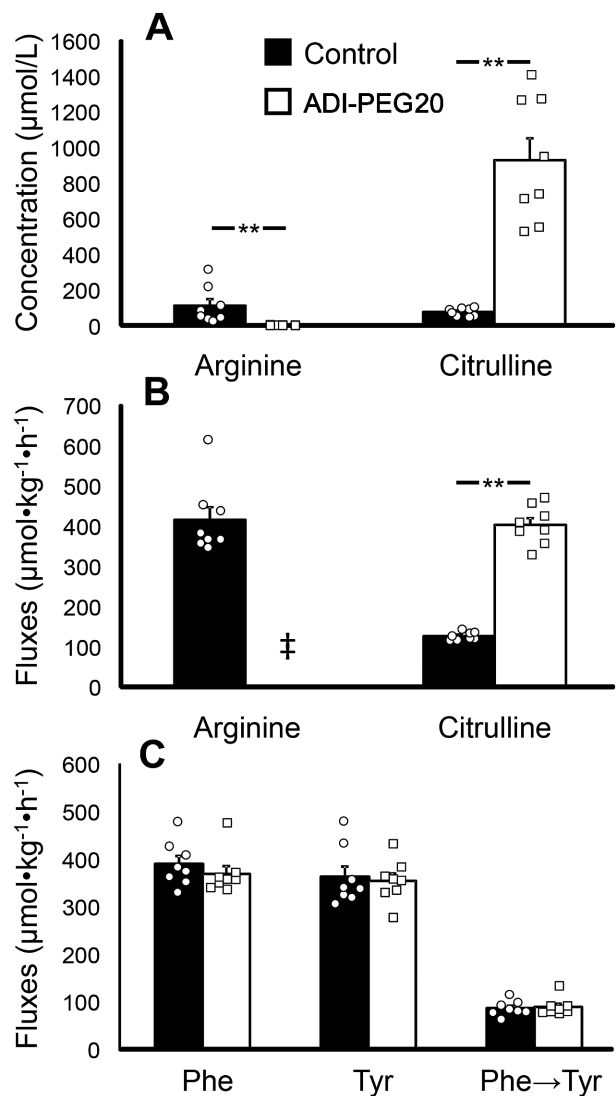 A
Concentration (µmol/L)
1600
1400
1200
1000
800
600
400
200
0
Control
ADI-PEG20
**
**
Arginine
Citrulline
B
Fluxes (µmol•kg⁻¹•h⁻¹)
700
600
500
400
300
200
100
0
‡
**
Arginine
Citrulline
C
Fluxes (µmol•kg⁻¹•h⁻¹)
600
500
400
300
200
100
0
Phe
Tyr
Phe→Tyr